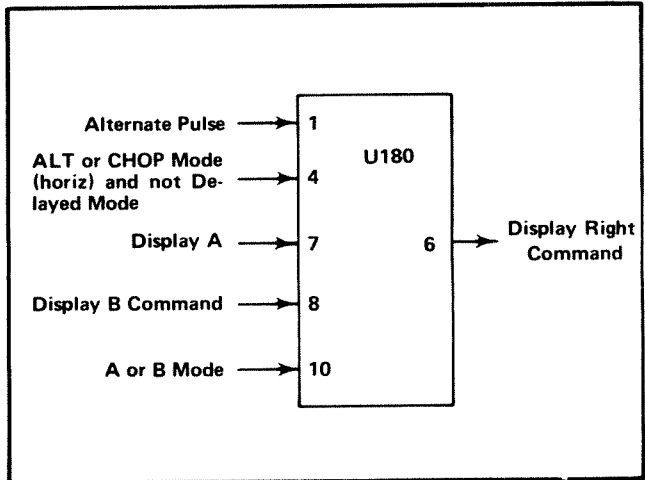 Alternate Pulse
1
U180
ALT or CHOP Mode
(horiz) and not De-
layed Mode
4
Display A
7
6
Display Right
Command
Display B Command
8
A or B Mode
10